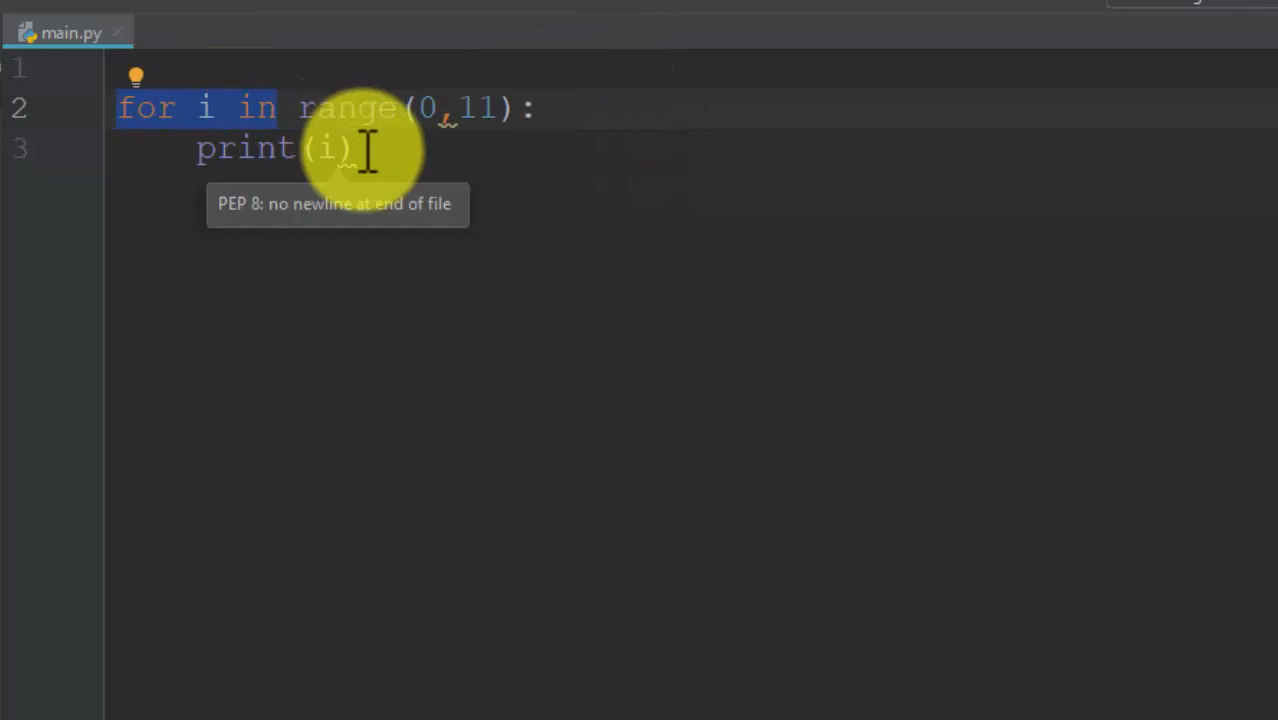 main.py
1
2 for i in range(0,11):
3 print(i)
PEP 8: no newline at end of file